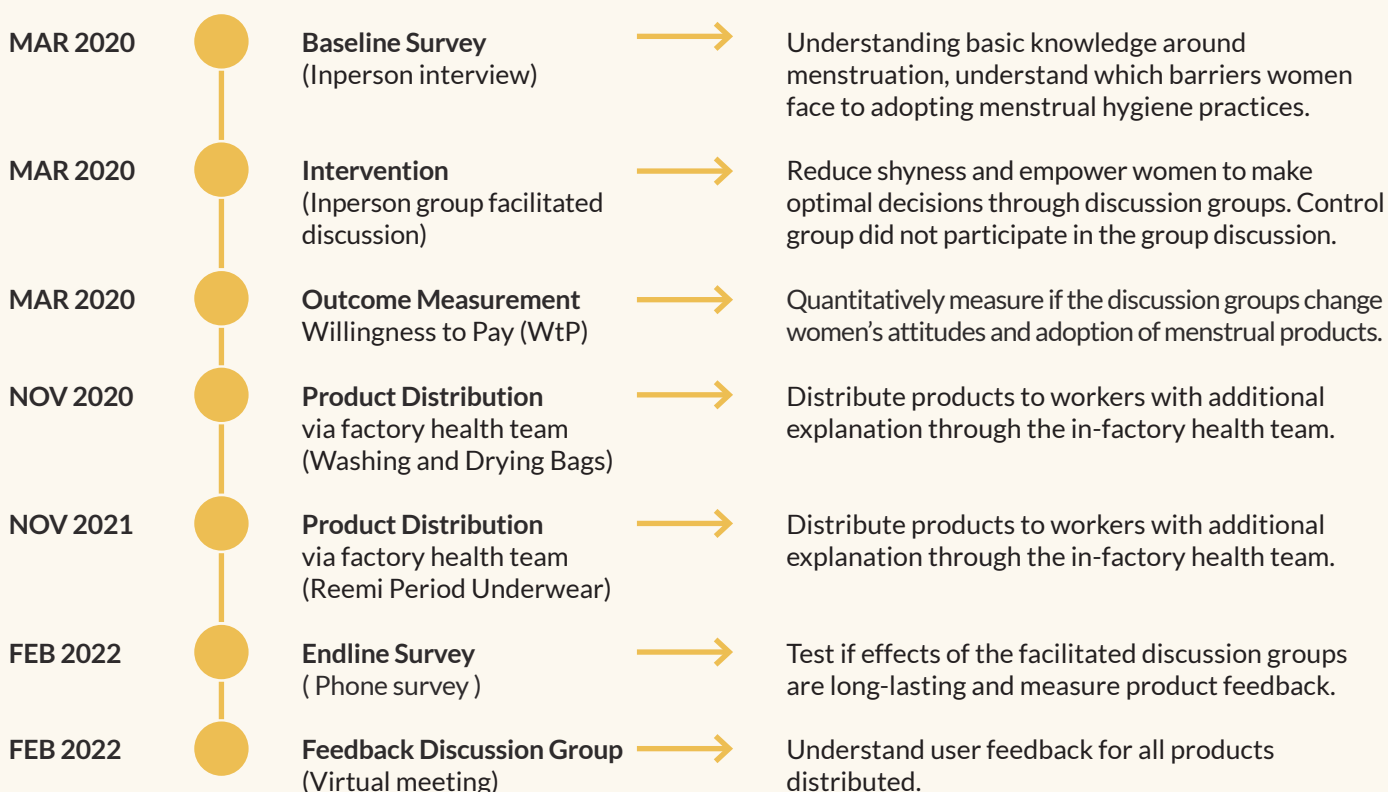 MAR 2020
Baseline Survey
(Inperson interview)
Understanding basic knowledge around
menstruation, understand which barriers women
face to adopting menstrual hygiene practices.
MAR 2020
Intervention
(Inperson group facilitated
discussion)
Reduce shyness and empower women to make
optimal decisions through discussion groups. Control
group did not participate in the group discussion.
MAR 2020
Outcome Measurement
Willingness to Pay (WtP)
Quantitatively measure if the discussion groups change
women’s attitudes and adoption of menstrual products.
NOV 2020
Product Distribution
via factory health team
(Washing and Drying Bags)
Distribute products to workers with additional
explanation through the in-factory health team.
NOV 2021
Product Distribution
via factory health team
(Reemi Period Underwear)
Distribute products to workers with additional
explanation through the in-factory health team.
FEB 2022
Endline Survey
( Phone survey )
Test if effects of the facilitated discussion groups
are long-lasting and measure product feedback.
FEB 2022
Feedback Discussion Group
(Virtual meeting)
Understand user feedback for all products
distributed.